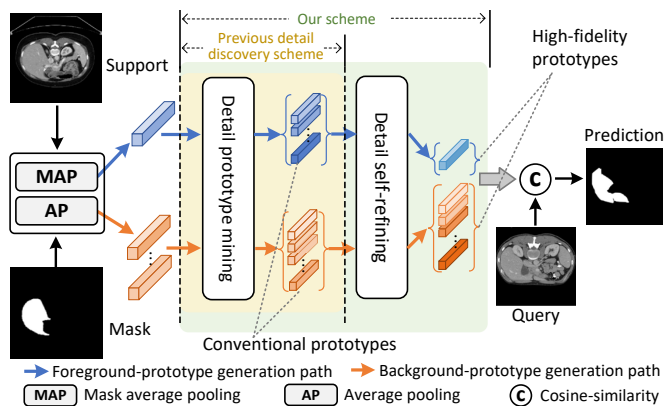 Our scheme
Previous detail
discovery scheme
High-fidelity
prototypes
Support
Detail prototype mining
Detail self-refining
Prediction
MAP
AP
C
Mask
Conventional prototypes
Query
Foreground-prototype generation path
Background-prototype generation path
MAP Mask average pooling
AP Average pooling
C Cosine-similarity